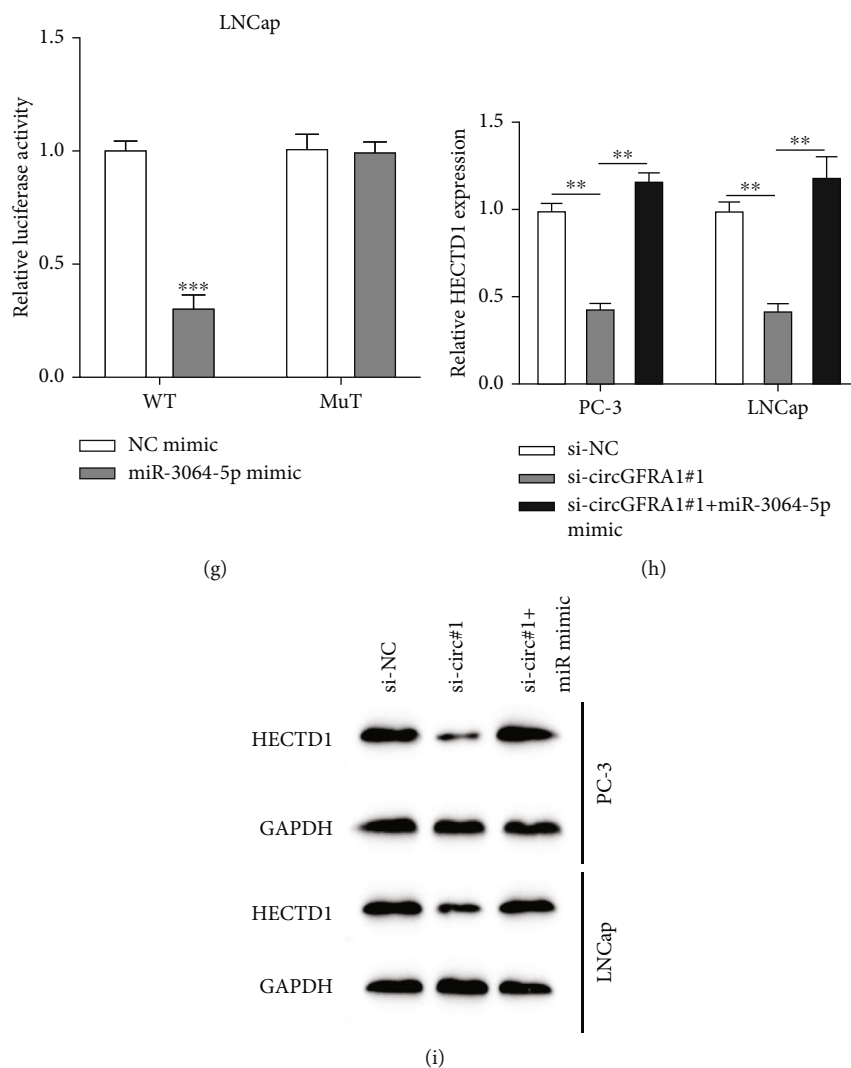 LNCap
1.5
1.0
0.5
0.0
Relative luciferase activity
***
WT
MuT
NC mimic
miR-3064-5p mimic
(g)
1.5
1.0
0.5
0.0
Relative HECTD1 expression
**
**
**
**
PC-3
LNCap
si-NC
si-circGFRA1#1
si-circGFRA1#1+miR-3064-5p
mimic
(h)
si-NC
si-circ#1
si-circ#1+
miR mimic
HECTD1
GAPDH
PC-3
HECTD1
GAPDH
LNCap
(i)